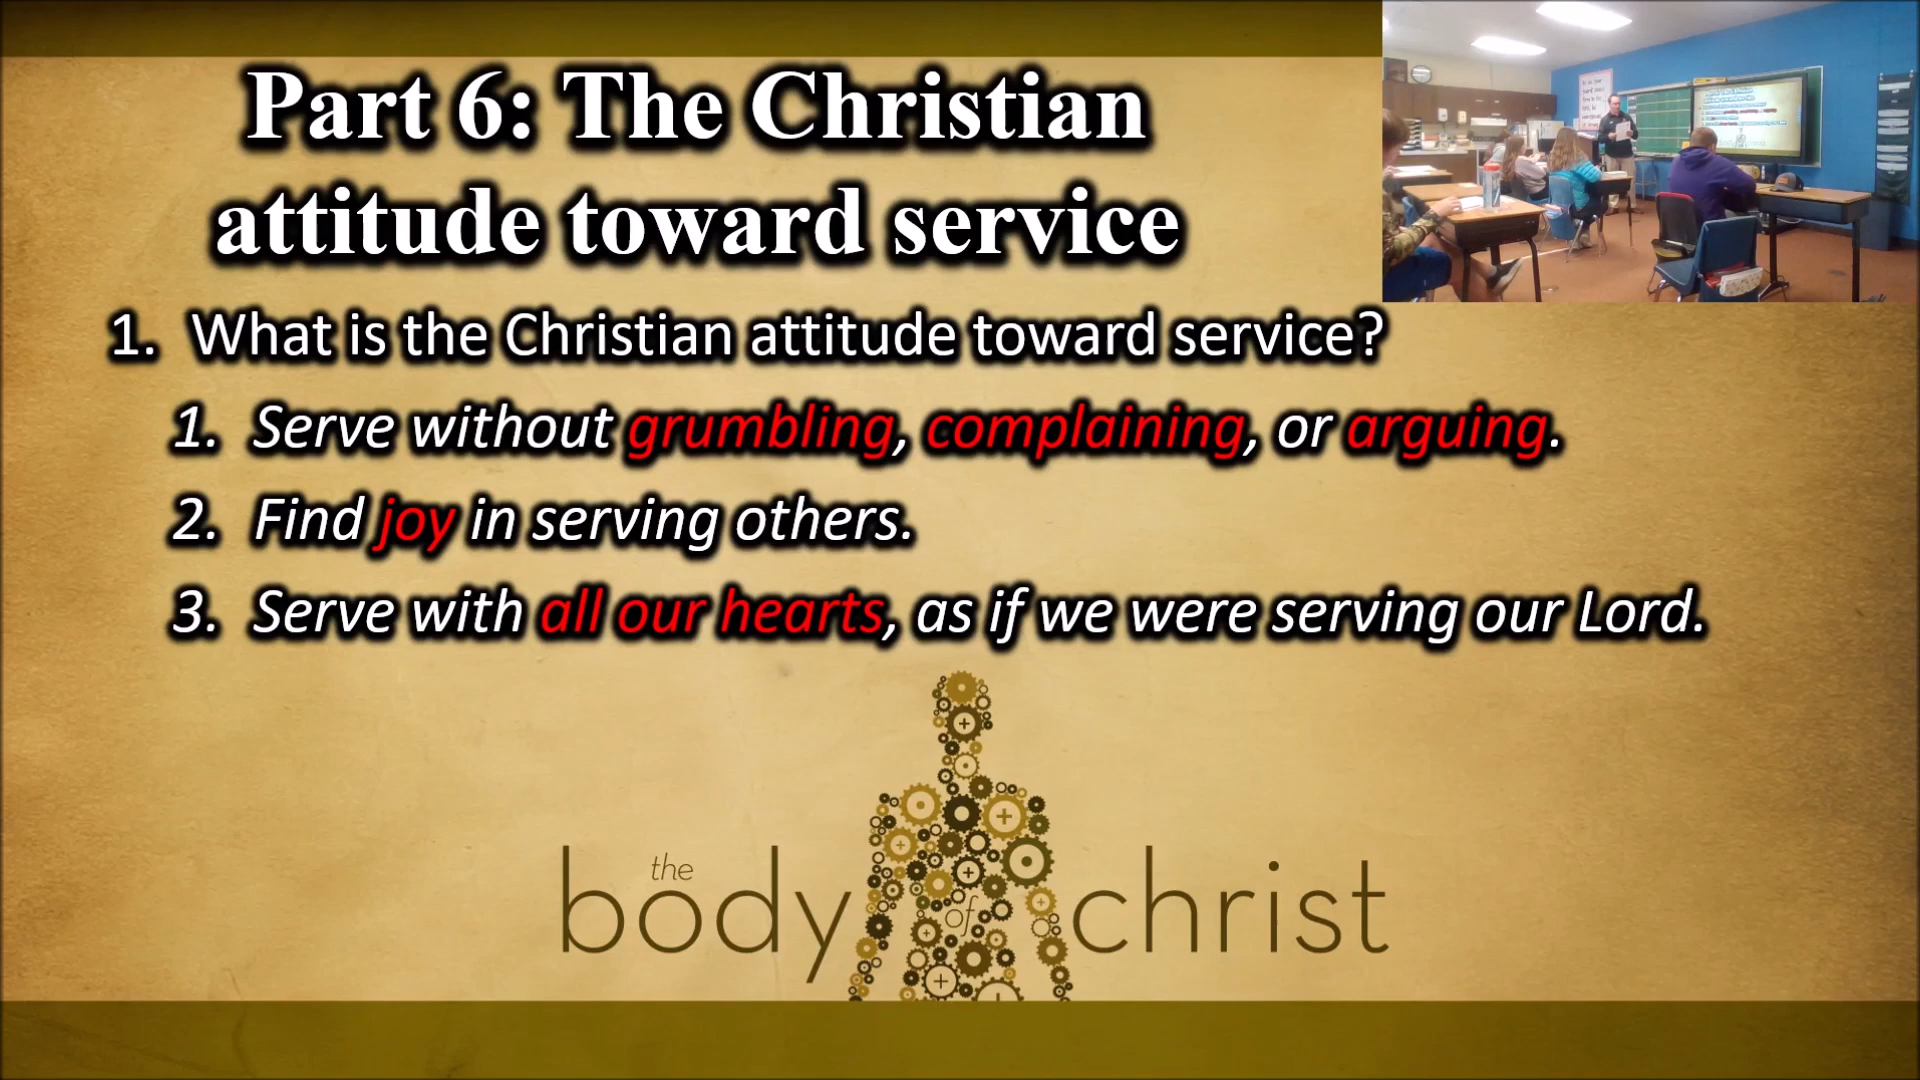 Part 6: The Christian
attitude toward service
1. What is the Christian attitude toward service?
1. Serve without grumbling, complaining, or arguing.
2. Find joy in serving others.
3. Serve with all our hearts, as if we were serving our Lord.
the
body of christ